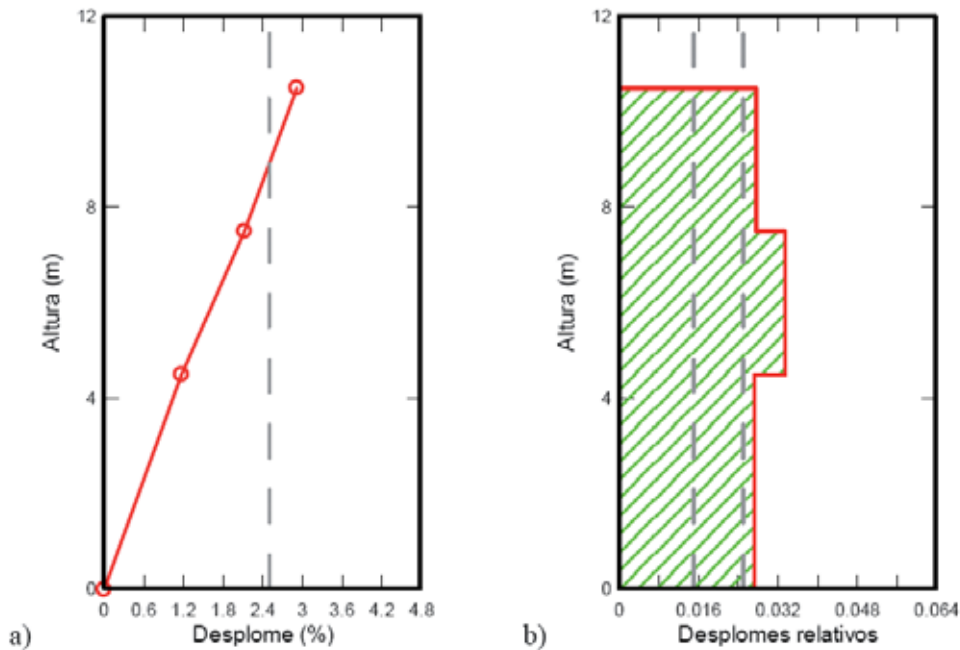 12
8
4
0
Altura (m)
0 0.6 1.2 1.8 2.4 3 3.6 4.2 4.8
Desplome (%)
a)
12
8
4
0
Altura (m)
0 0.016 0.032 0.048 0.064
Desplomes relativos
b)